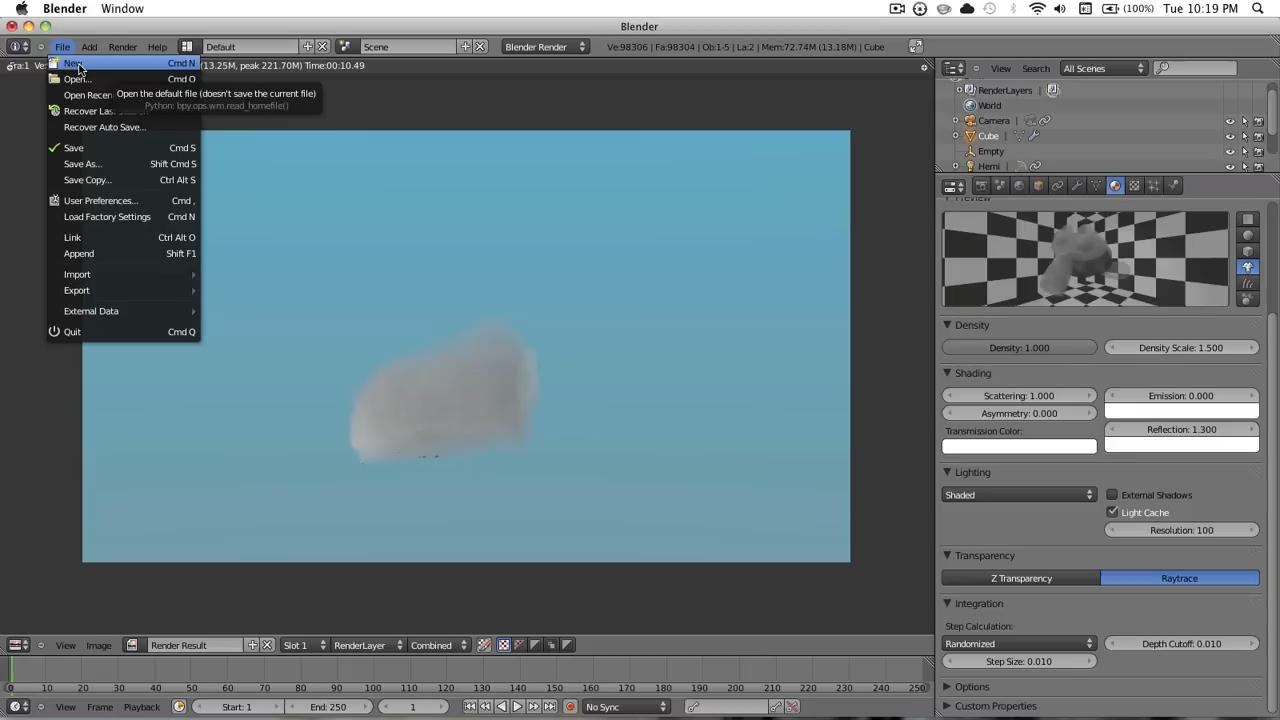 Blender Window (100%) Tue 10:19 PM
Blender
File Add Render Help Default Scene Blender Render Ve:98306 | Fa:98304 | Ob:1-5 | La:2 | Mem:72.74M (13.18M) | Cube
(13.25M, peak 221.70M) Time:00:10.49
New Cmd N
Open... Cmd O
Open the default file (doesn't save the current file)
Python: bpy.ops.wm.read_homefile()
Open Recen
Recover Las
Recover Auto Save...
Save Cmd S
Save As... Shift Cmd S
Save Copy... Ctrl Alt S
User Preferences... Cmd ,
Load Factory Settings Cmd N
Link Ctrl Alt O
Append Shift F1
Import
Export
External Data
Quit Cmd Q
View Search All Scenes
RenderLayers
World
Camera
Cube
Empty
Hemi
Preview
Density
Density: 1.000 Density Scale: 1.500
Shading
Scattering: 1.000 Emission: 0.000
Asymmetry: 0.000
Transmission Color: Reflection: 1.300
Lighting
Shaded External Shadows
Light Cache
Resolution: 100
Transparency
Z Transparency Raytrace
Integration
Step Calculation:
Randomized Depth Cutoff: 0.010
Step Size: 0.010
Options
Custom Properties
View Image Render Result Slot 1 RenderLayer Combined
0 10 20 30 40 50 60 70 80 90 100 110 120 130 140 150 160 170 180 190 200 210 220 230 240 250
View Frame Playback Start: 1 End: 250 1 No Sync